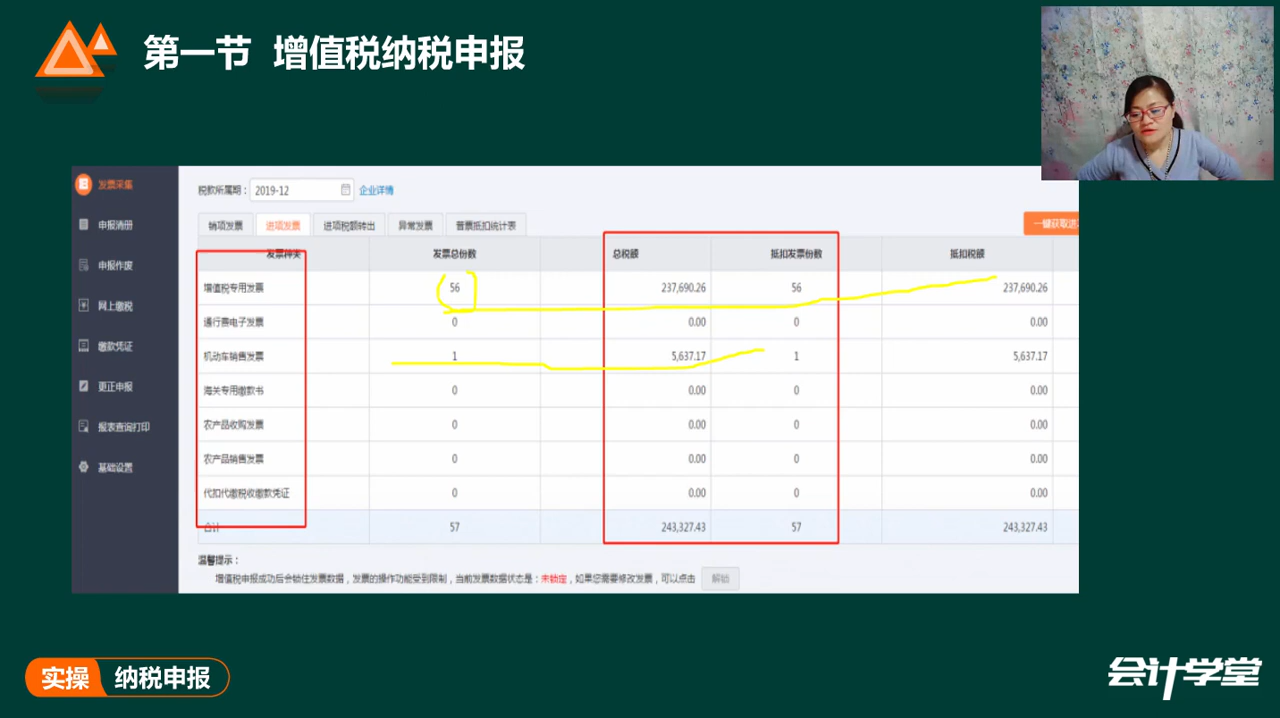 第一节 增值税纳税申报
发票采集
申报清册
申报作废
网上缴税
缴款凭证
更正申报
报表查询打印
基础设置
税款所属期： 2019-12 企业详情
销项发票 进项发票 进项税额转出 异常发票 普票抵扣统计表
一键获取进
发票种类 发票总份数 总税额 抵扣发票份数 抵扣税额
增值税专用发票 56 237,690.26 56 237,690.26
通行费电子发票 0 0.00 0 0.00
机动车销售发票 1 5,637.17 1 5,637.17
海关专用缴款书 0 0.00 0 0.00
农产品收购发票 0 0.00 0 0.00
农产品销售发票 0 0.00 0 0.00
代扣代缴税收缴款凭证 0 0.00 0 0.00
合计 57 243,327.43 57 243,327.43
温馨提示：
增值税申报成功后会锁住发票数据，发票的操作功能受到限制，当前发票数据状态是：未锁定，如果您需要修改发票，可以点击 解锁
实操 纳税申报
会计学堂